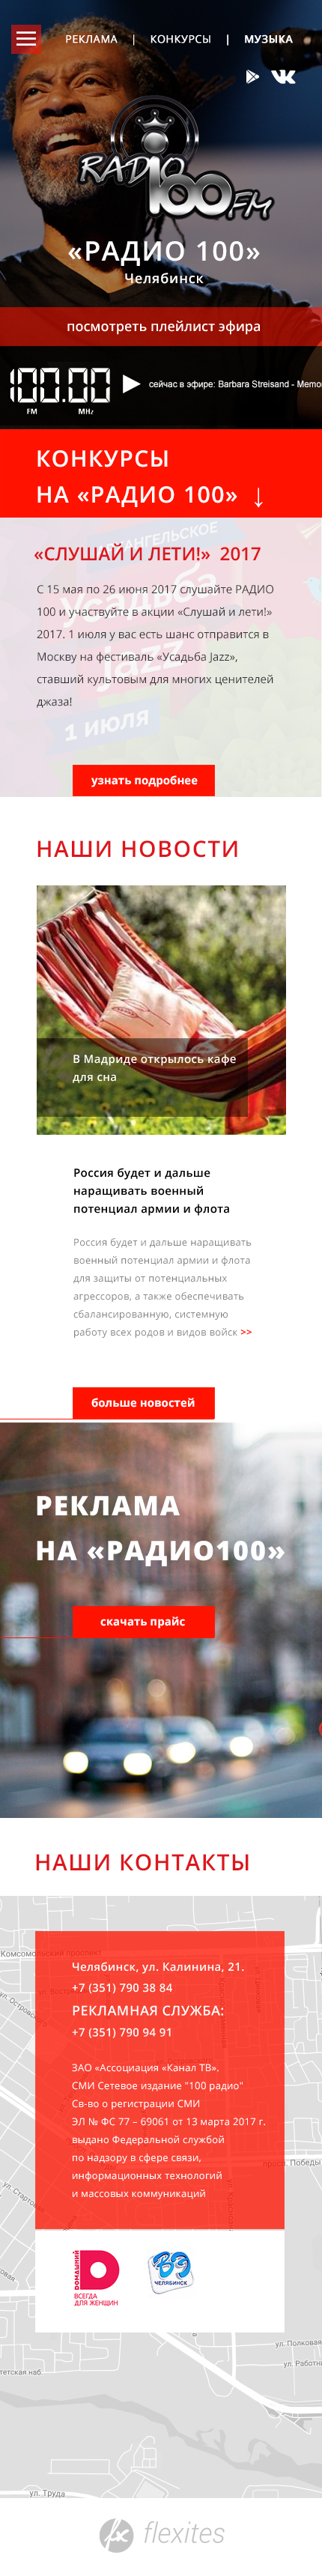 РЕКЛАМА | КОНКУРСЫ | МУЗЫКА
RADIO
100 FM
«РАДИО 100»
Челябинск
посмотреть плейлист эфира
100.00
FM MHz
сейчас в эфире: Barbara Streisand - Memo
КОНКУРСЫ
НА «РАДИО 100» ↓
«СЛУШАЙ И ЛЕТИ!» 2017
С 15 мая по 26 июня 2017 слушайте РАДИО
100 и участвуйте в акции «Слушай и лети!»
2017. 1 июля у вас есть шанс отправится в
Москву на фестиваль «Усадьба Jazz»,
ставший культовым для многих ценителей
джаза!
Усадьба
jazz
1 ИЮЛЯ
узнать подробнее
НАШИ НОВОСТИ
В Мадриде открылось кафе
для сна
Россия будет и дальше
наращивать военный
потенциал армии и флота
Россия будет и дальше наращивать
военный потенциал армии и флота
для защиты от потенциальных
агрессоров, а также обеспечивать
сбалансированную, системную
работу всех родов и видов войск >>
больше новостей
РЕКЛАМА
НА «РАДИО100»
скачать прайс
НАШИ КОНТАКТЫ
Комсомольский проспект
Челябинск, ул. Калинина, 21.
+7 (351) 790 38 84
РЕКЛАМНАЯ СЛУЖБА:
+7 (351) 790 94 91
ЗАО «Ассоциация «Канал ТВ».
СМИ Сетевое издание "100 радио"
Св-во о регистрации СМИ
ЭЛ № ФС 77 – 69061 от 13 марта 2017 г.
выдано Федеральной службой
по надзору в сфере связи,
информационных технологий
и массовых коммуникаций
ул. Островского
просп. Победы
ул. Стартовая
ДОМАШНИЙ
ВСЕГДА
ДЛЯ ЖЕНЩИН
ЧЕЛЯБИНСК
ул. Полковая
ул. Работн
тетская наб.
ул. Труда
flexites